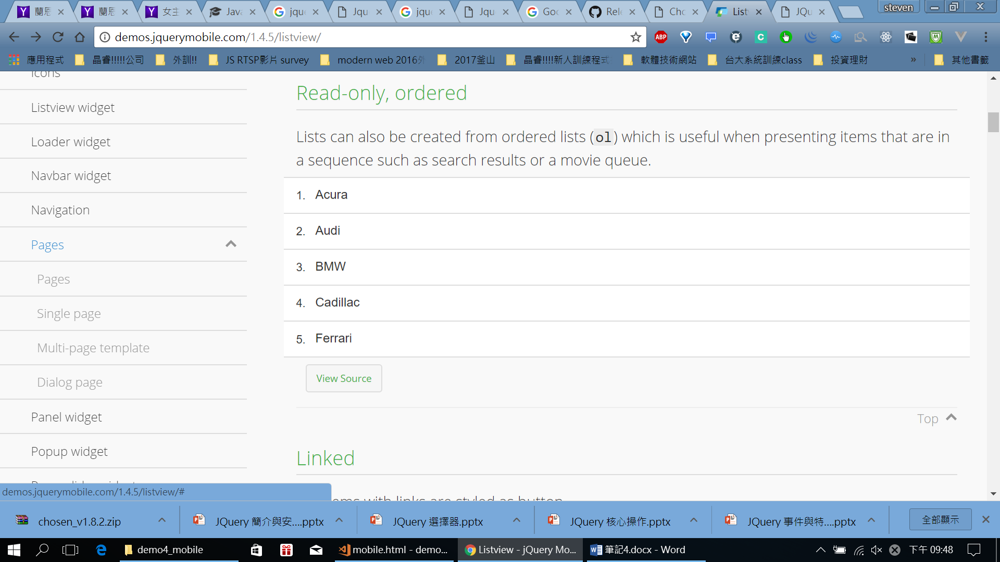 蘭恩
蘭恩
女主
Java
jque
Jque
jque
Jqu
Goo
Rele
Cho
List
JQu
steven
demos.jquerymobile.com/1.4.5/listview/
應用程式
晶睿!!!!!公司
外訓!!
JS RTSP影片 survey
modern web 2016外
2017釜山
晶睿!!!!新人訓練程式
軟體技術網站
台大系統訓練class
投資理財
»
其他書籤
Icons
Listview widget
Loader widget
Navbar widget
Navigation
Pages
Pages
Single page
Multi-page template
Dialog page
Panel widget
Popup widget
demos.jquerymobile.com/1.4.5/listview/#
Read-only, ordered
Lists can also be created from ordered lists (ol) which is useful when presenting items that are in
a sequence such as search results or a movie queue.
1. Acura
2. Audi
3. BMW
4. Cadillac
5. Ferrari
View Source
Top
Linked
with links are styled as button
chosen_v1.8.2.zip
JQuery 簡介與安....pptx
JQuery 選擇器.pptx
JQuery 核心操作.pptx
JQuery 事件與特....pptx
全部顯示
demo4_mobile
mobile.html - demo...
Listview - jQuery Mo...
筆記4.docx - Word
下午 09:48